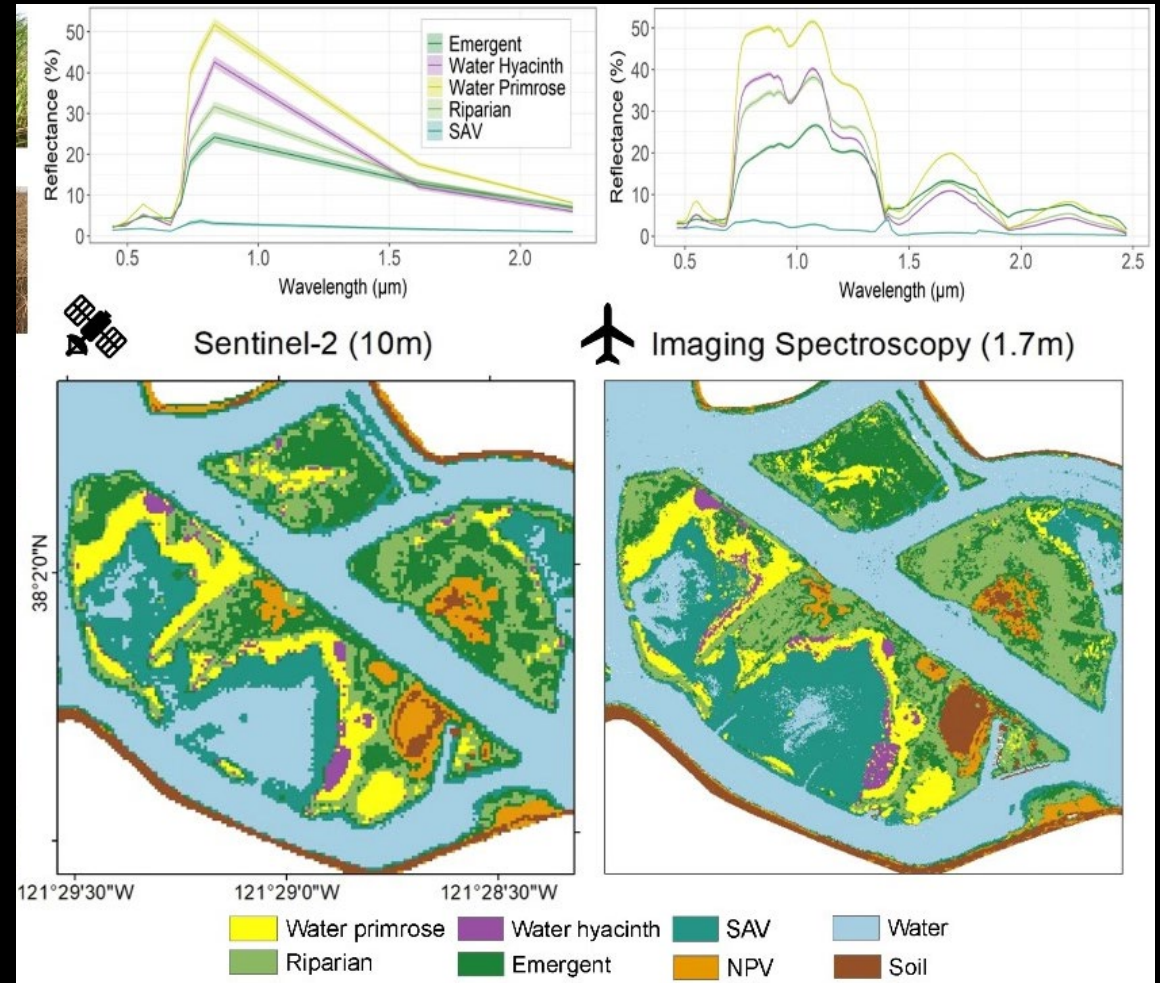 Reflectance (%)
50
40
30
20
10
0
0.5
1.0
1.5
2.0
Wavelength (μm)
Emergent
Water Hyacinth
Water Primrose
Riparian
SAV
Reflectance (%)
50
40
30
20
10
0
0.5
1.0
1.5
2.0
2.5
Wavelength (μm)
Sentinel-2 (10m)
Imaging Spectroscopy (1.7m)
38°2'0"N
121°29'30"W
121°29'0"W
121°28'30"W
Water primrose
Water hyacinth
SAV
Water
Riparian
Emergent
NPV
Soil